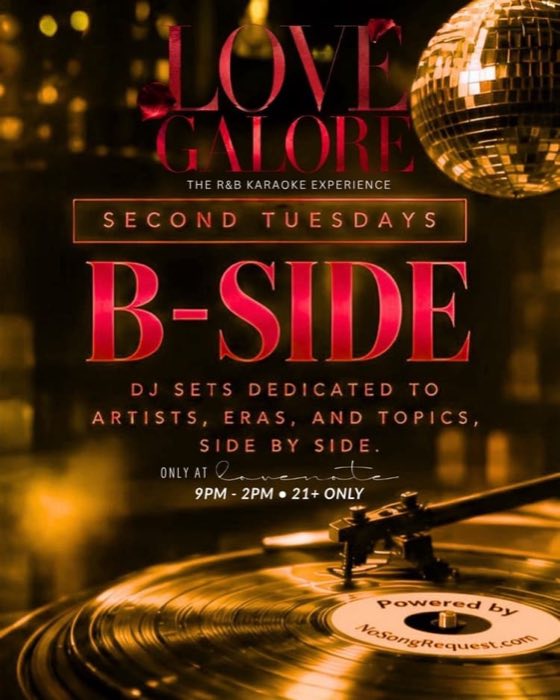 LOVE
GALORE
THE R&B KARAOKE EXPERIENCE
SECOND TUESDAYS
B-SIDE
DJ SETS DEDICATED TO
ARTISTS, ERAS, AND TOPICS,
SIDE BY SIDE.
ONLY AT lovenote
9PM - 2PM • 21+ ONLY
Powered by
NoSongRequest.com